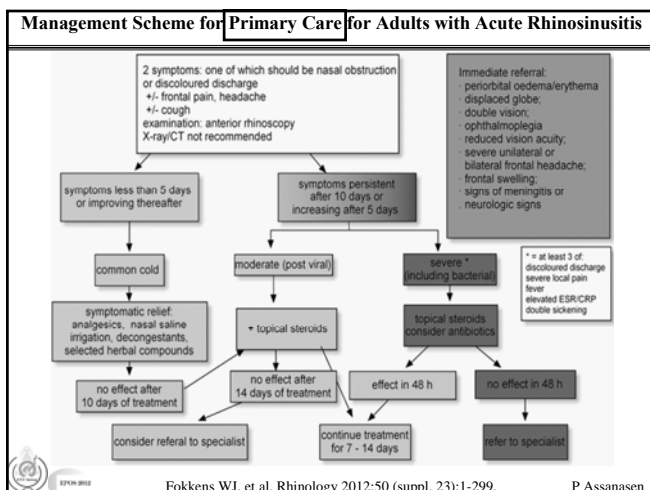 Management Scheme for Primary Care for Adults with Acute Rhinosinusitis
2 symptoms: one of which should be nasal obstruction
or discoloured discharge
+/- frontal pain, headache
+/- cough
examination: anterior rhinoscopy
X-ray/CT not recommended
Immediate referral:
· periorbital oedema/erythema
· displaced globe;
· double vision;
· ophthalmoplegia
· reduced vision acuity;
· severe unilateral or
bilateral frontal headache;
· frontal swelling;
· signs of meningitis or
. neurologic signs
symptoms less than 5 days
or improving thereafter
symptoms persistent
after 10 days or
increasing after 5 days
common cold
moderate (post viral)
severe *
(including bacterial)
* = at least 3 of:
discoloured discharge
severe local pain
fever
elevated ESR/CRP
double sickening
symptomatic relief:
analgesics, nasal saline
irrigation, decongestants,
selected herbal compounds
+ topical steroids
topical steroids
consider antibiotics
no effect after
10 days of treatment
no effect after
14 days of treatment
effect in 48 h
no effect in 48 h
consider referal to specialist
continue treatment
for 7 - 14 days
refer to specialist
EPOS 2012
Fokkens WJ, et al. Rhinology 2012;50 (suppl. 23):1-299.
P Assanasen